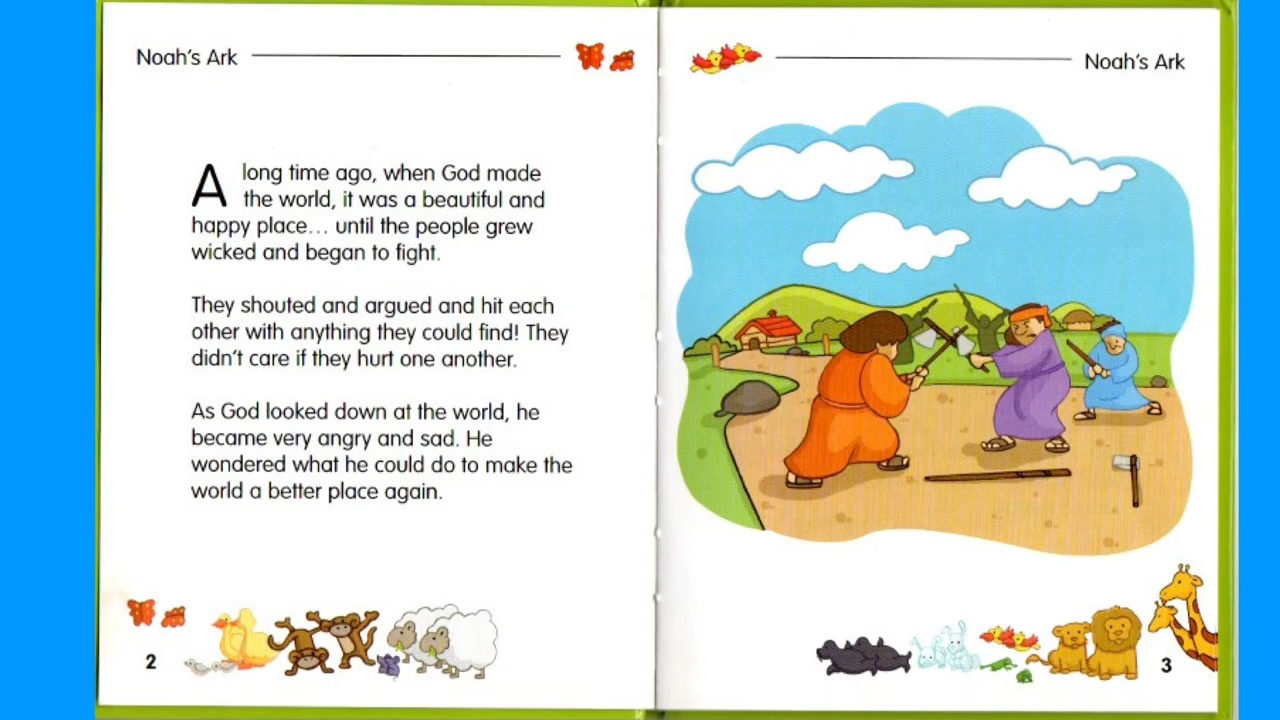 Noah's Ark
A long time ago, when God made
the world, it was a beautiful and
happy place... until the people grew
wicked and began to fight.
They shouted and argued and hit each
other with anything they could find! They
didn't care if they hurt one another.
As God looked down at the world, he
became very angry and sad. He
wondered what he could do to make the
world a better place again.
2
Noah's Ark
3